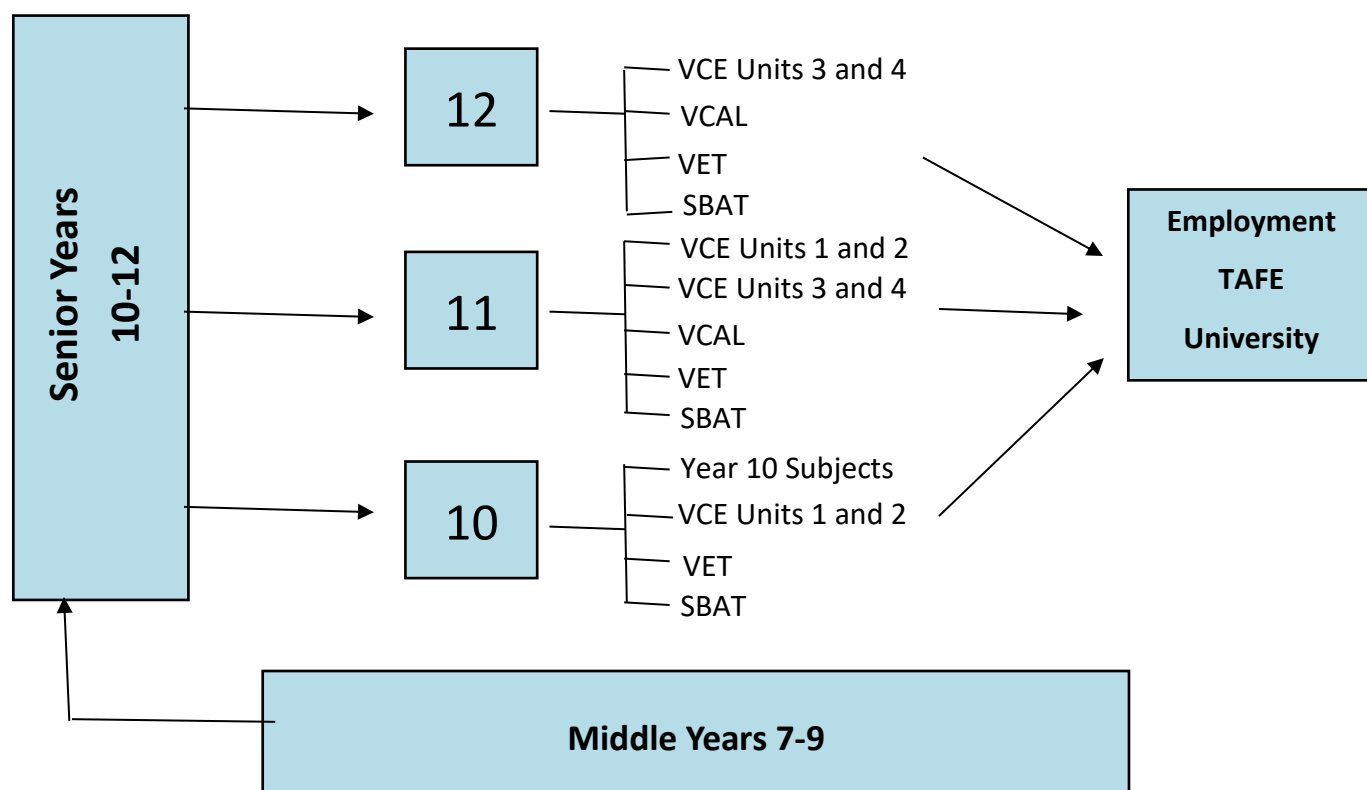 Senior Years
10-12
12
VCE Units 3 and 4
VCAL
VET
SBAT
11
VCE Units 1 and 2
VCE Units 3 and 4
VCAL
VET
SBAT
10
Year 10 Subjects
VCE Units 1 and 2
VET
SBAT
Employment
TAFE
University
Middle Years 7-9